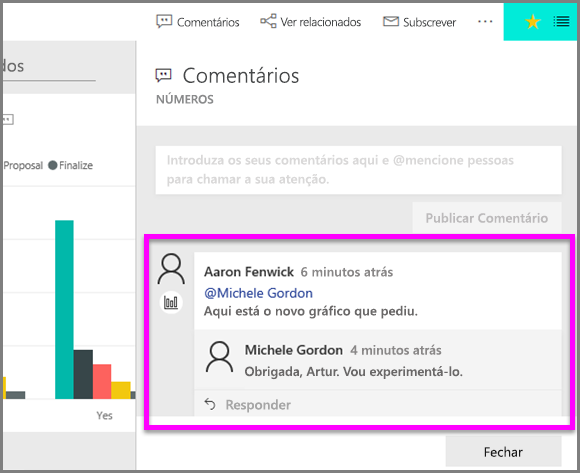 Comentários Ver relacionados Subscrever ...
dos
Comentários
NÚMEROS
Proposal Finalize
Introduza os seus comentários aqui e @mencione pessoas
para chamar a sua atenção.
Publicar Comentário
Aaron Fenwick 6 minutos atrás
@Michele Gordon
Aqui está o novo gráfico que pediu.
Michele Gordon 4 minutos atrás
Obrigada, Artur. Vou experimentá-lo.
Responder
Yes
Fechar